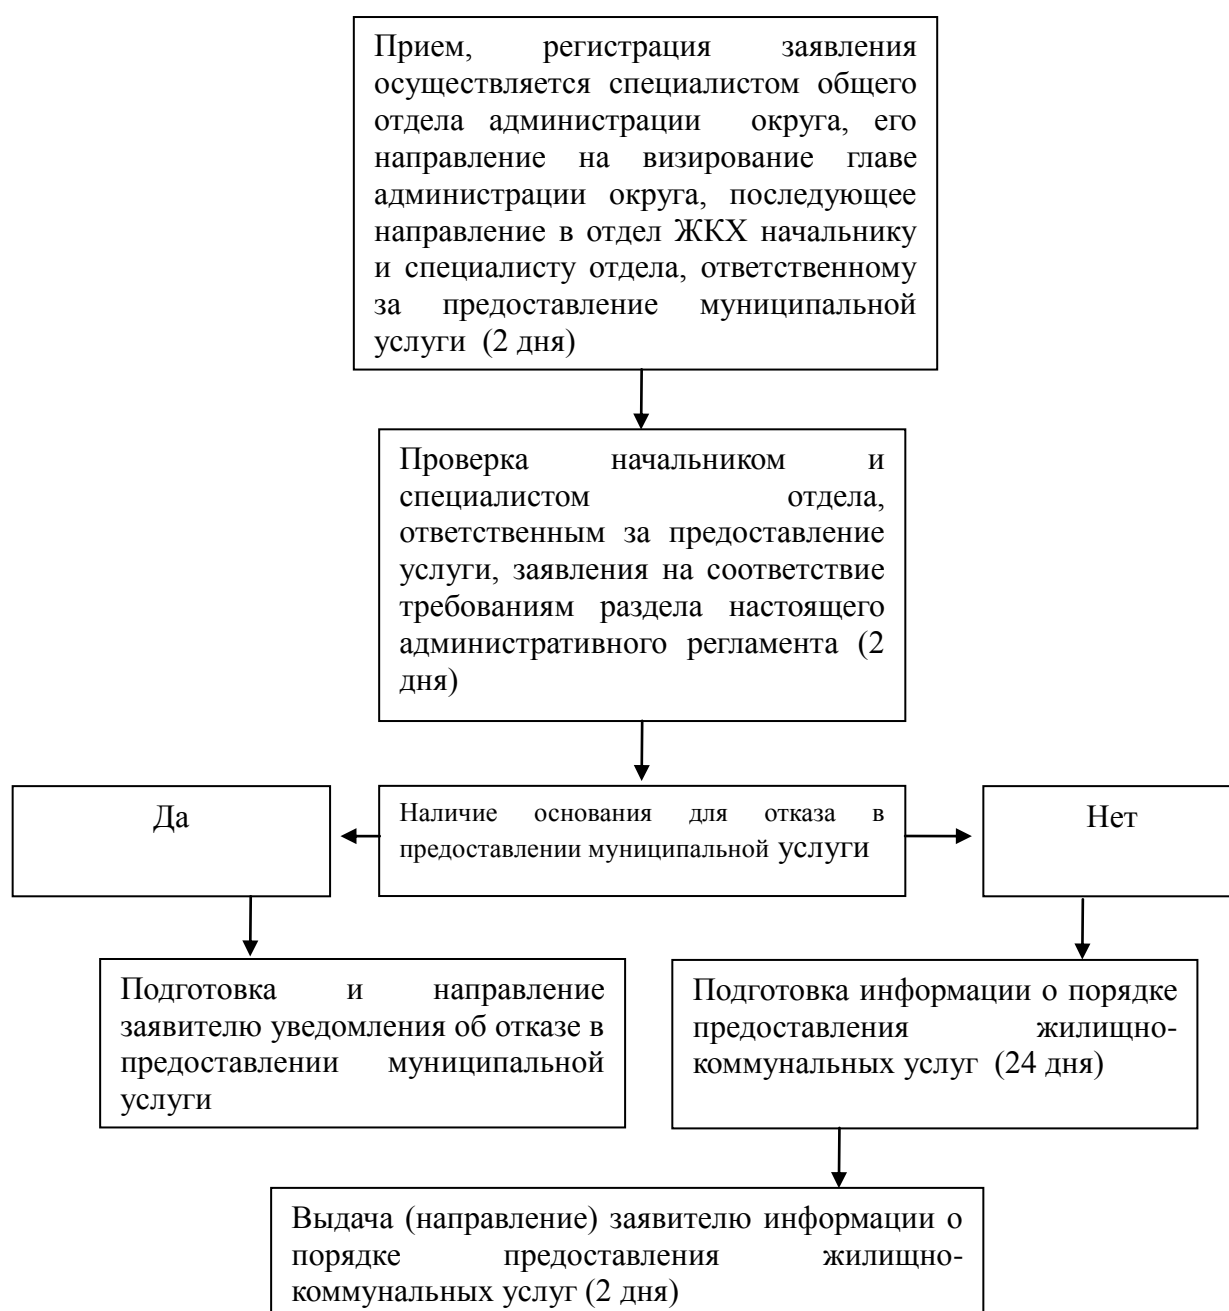 Прием, регистрация заявления
осуществляется специалистом общего
отдела администрации округа, его
направление на визирование главе
администрации округа, последующее
направление в отдел ЖКХ начальнику
и специалисту отдела, ответственному
за предоставление муниципальной
услуги (2 дня)
Проверка начальником и
специалистом отдела,
ответственным за предоставление
услуги, заявления на соответствие
требованиям раздела настоящего
административного регламента (2
дня)
Да
Наличие основания для отказа в
предоставлении муниципальной услуги
Нет
Подготовка и направление
заявителю уведомления об отказе в
предоставлении муниципальной
услуги
Подготовка информации о порядке
предоставления жилищно-
коммунальных услуг (24 дня)
Выдача (направление) заявителю информации о
порядке предоставления жилищно-
коммунальных услуг (2 дня)